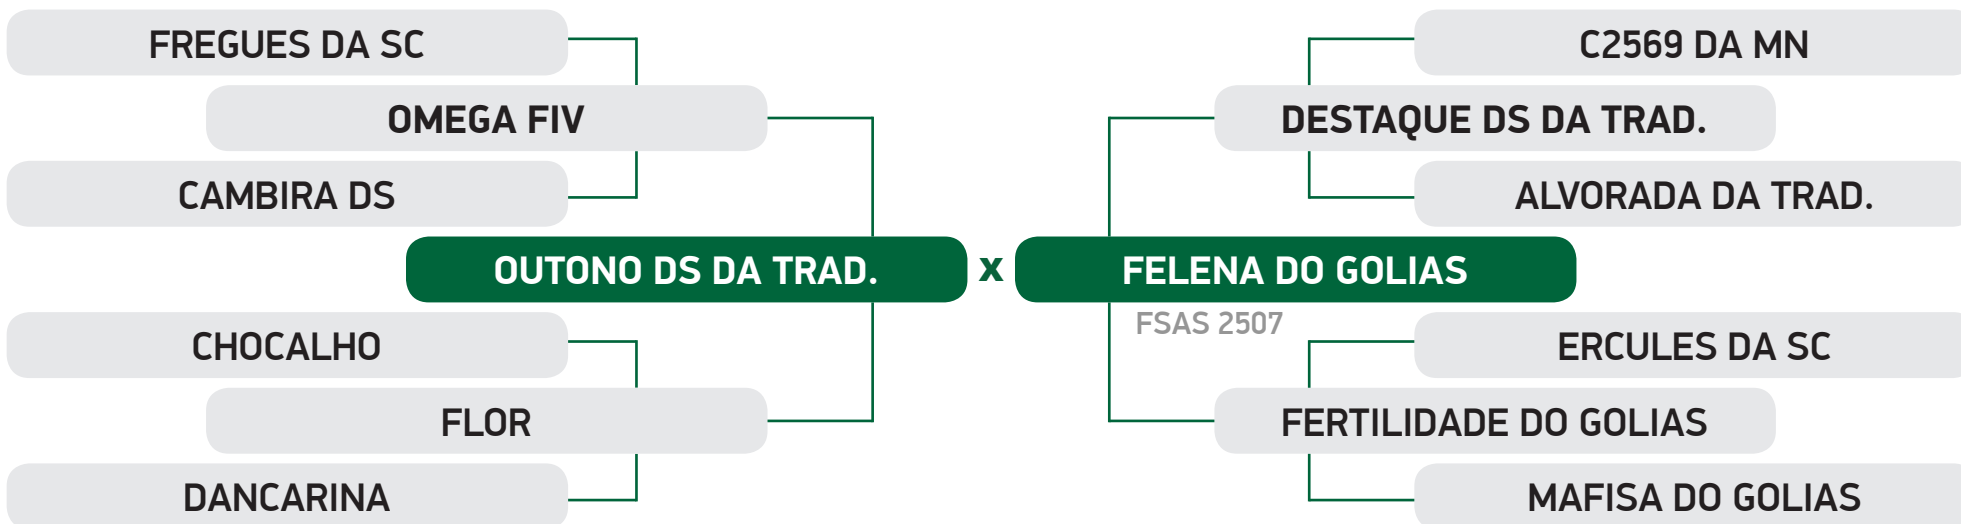 FREGUES DA SC
OMEGA FIV
CAMBIRA DS
OUTONO DS DA TRAD.
CHOCALHO
FLOR
DANCARINA
x
C2569 DA MN
DESTAQUE DS DA TRAD.
ALVORADA DA TRAD.
FELENA DO GOLIAS
FSAS 2507
ERCULES DA SC
FERTILIDADE DO GOLIAS
MAFISA DO GOLIAS